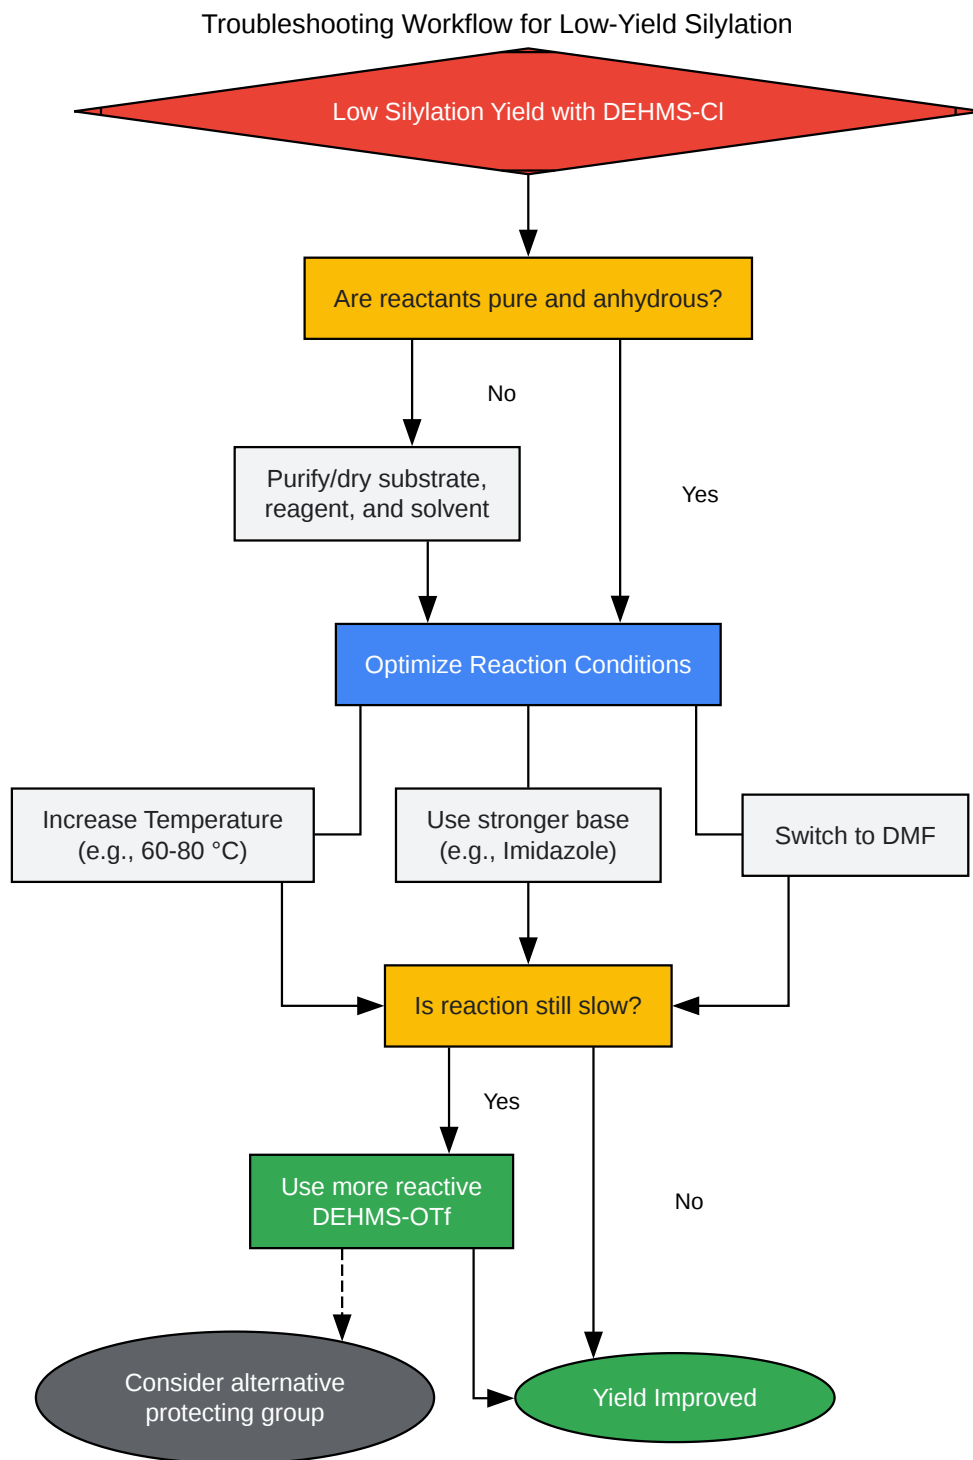 Troubleshooting Workflow for Low-Yield Silylation
Low Silylation Yield with DEHMS-Cl
Are reactants pure and anhydrous?
No
Purify/dry substrate,
reagent, and solvent
Yes
Optimize Reaction Conditions
Increase Temperature
(e.g., 60-80 °C)
Use stronger base
(e.g., Imidazole)
Switch to DMF
Is reaction still slow?
Yes
Use more reactive
DEHMS-OTf
No
Consider alternative
protecting group
Yield Improved